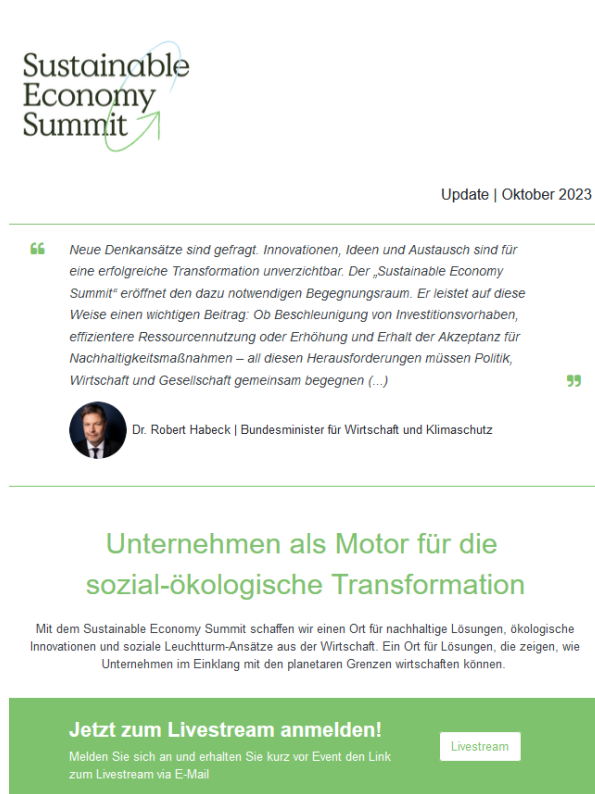 Sustainable
Economy
Summit
Update | Oktober 2023
Neue Denkansätze sind gefragt. Innovationen, Ideen und Austausch sind für
eine erfolgreiche Transformation unverzichtbar. Der „Sustainable Economy
Summit“ eröffnet den dazu notwendigen Begegnungsraum. Er leistet auf diese
Weise einen wichtigen Beitrag: Ob Beschleunigung von Investitionsvorhaben,
effizientere Ressourcennutzung oder Erhöhung und Erhalt der Akzeptanz für
Nachhaltigkeitsmaßnahmen – all diesen Herausforderungen müssen Politik,
Wirtschaft und Gesellschaft gemeinsam begegnen (...)
Dr. Robert Habeck | Bundesminister für Wirtschaft und Klimaschutz
Unternehmen als Motor für die
sozial-ökologische Transformation
Mit dem Sustainable Economy Summit schaffen wir einen Ort für nachhaltige Lösungen, ökologische
Innovationen und soziale Leuchtturm-Ansätze aus der Wirtschaft. Ein Ort für Lösungen, die zeigen, wie
Unternehmen im Einklang mit den planetaren Grenzen wirtschaften können.
Jetzt zum Livestream anmelden!
Melden Sie sich an und erhalten Sie kurz vor Event den Link
zum Livestream via E-Mail
Livestream